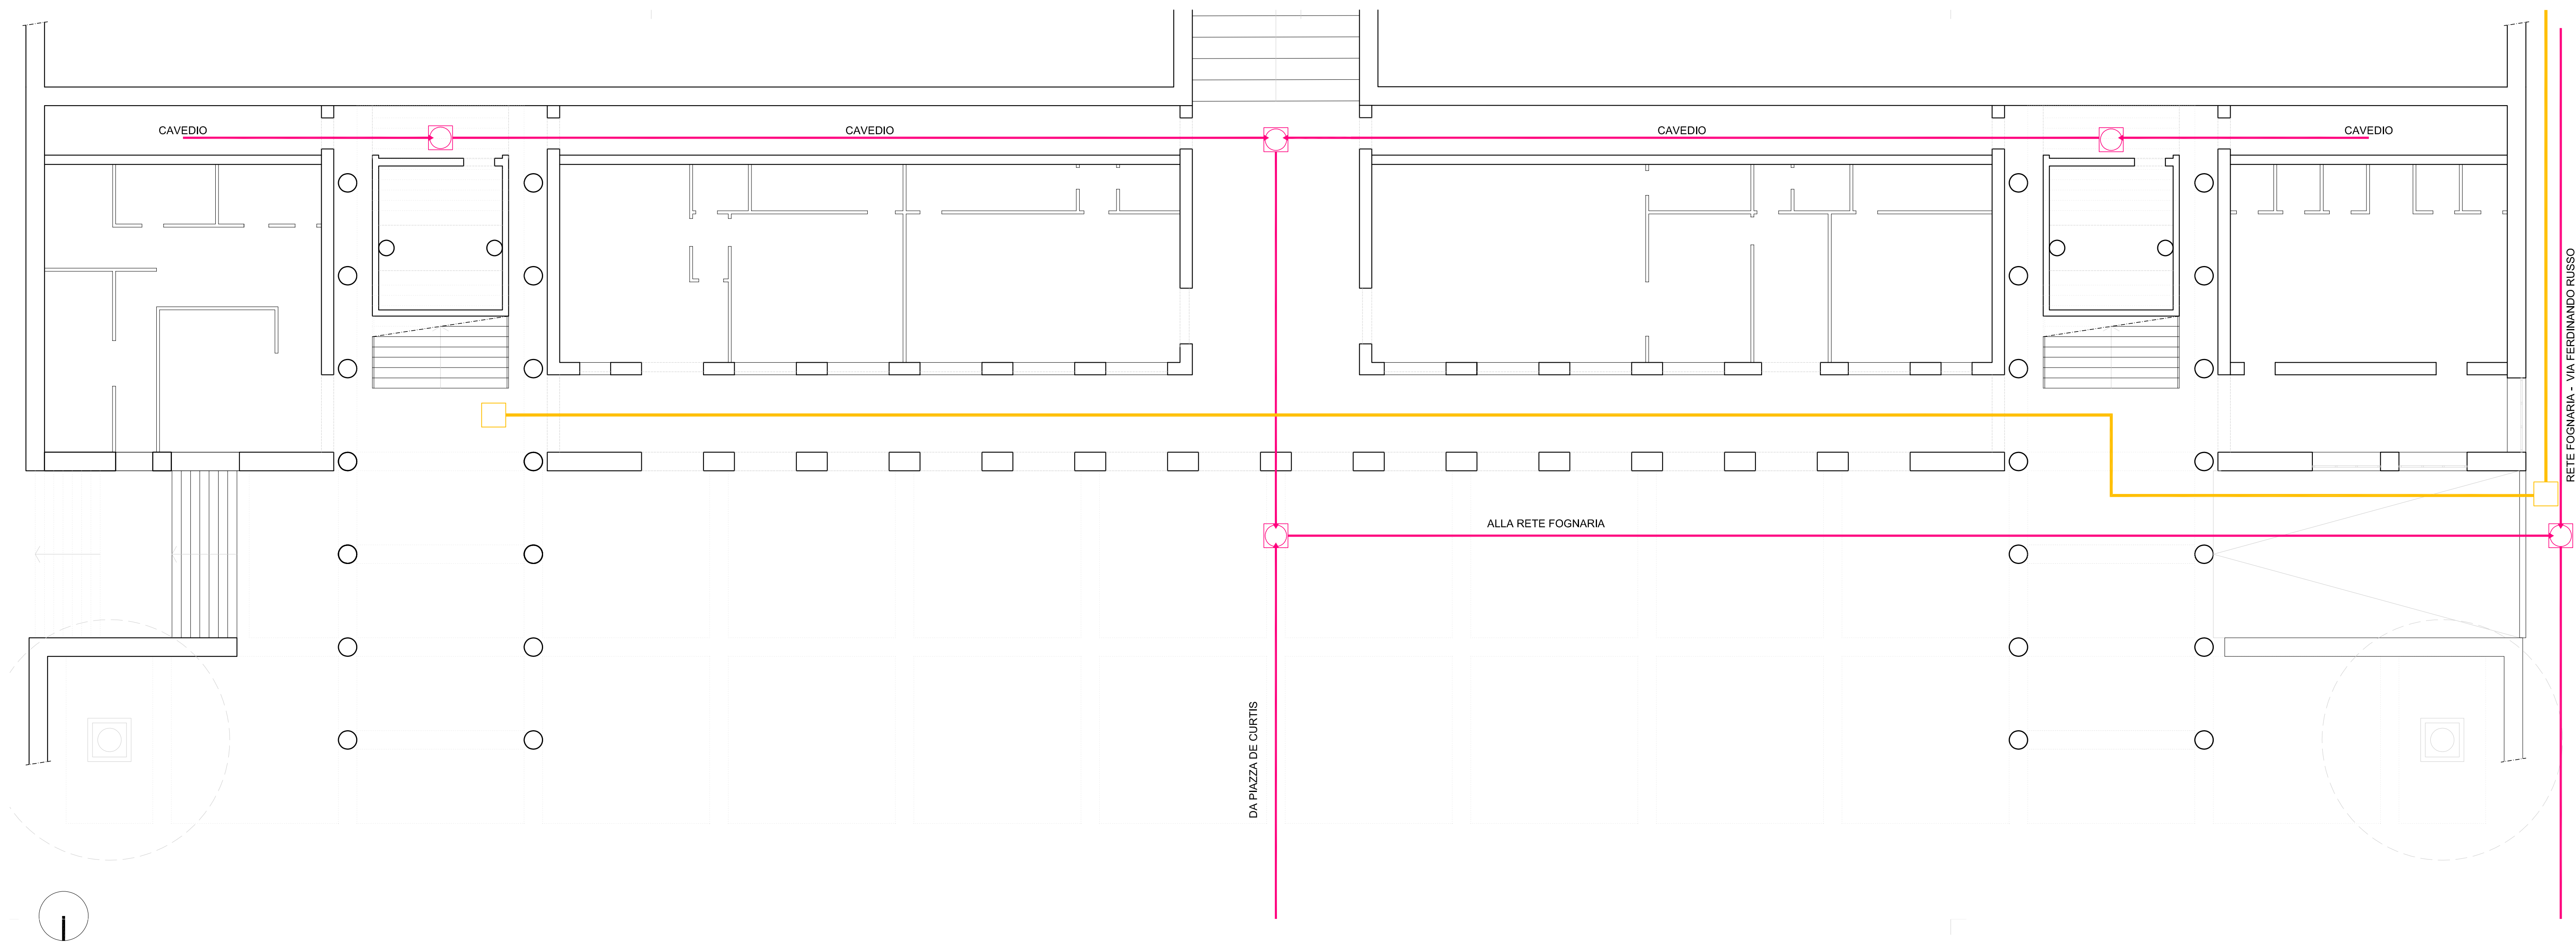 CAVEDIO
CAVEDIO
CAVEDIO
CAVEDIO
RETE FOGNARIA - VIA FERDINANDO RUSSO
ALLA RETE FOGNARIA
DA PIAZZA DE CURTIS